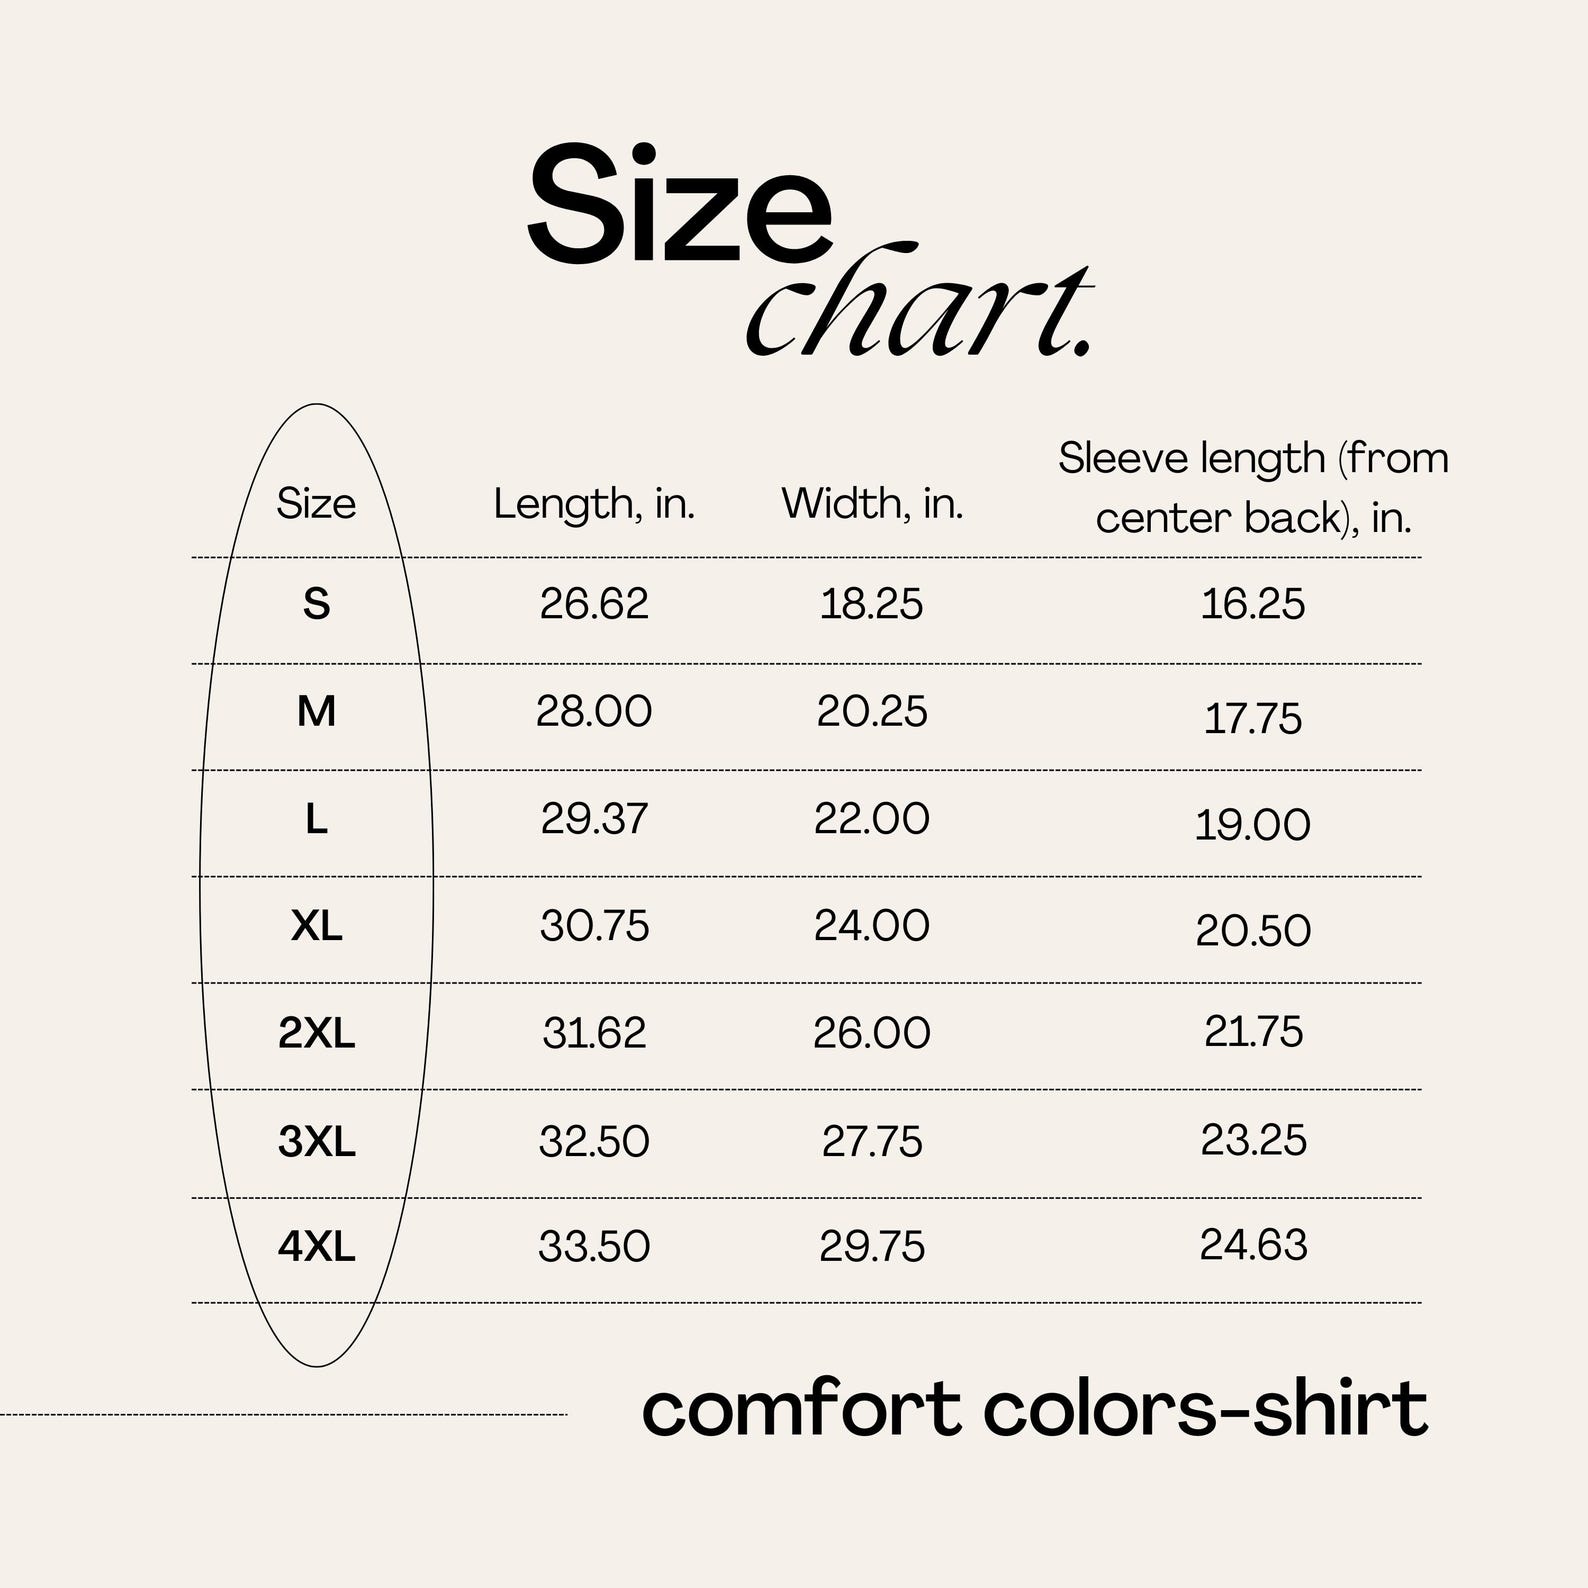 Size
chart.
Size Length, in. Width, in. Sleeve length (from
center back), in.
S 26.62 18.25 16.25
M 28.00 20.25 17.75
L 29.37 22.00 19.00
XL 30.75 24.00 20.50
2XL 31.62 26.00 21.75
3XL 32.50 27.75 23.25
4XL 33.50 29.75 24.63
comfort colors-shirt